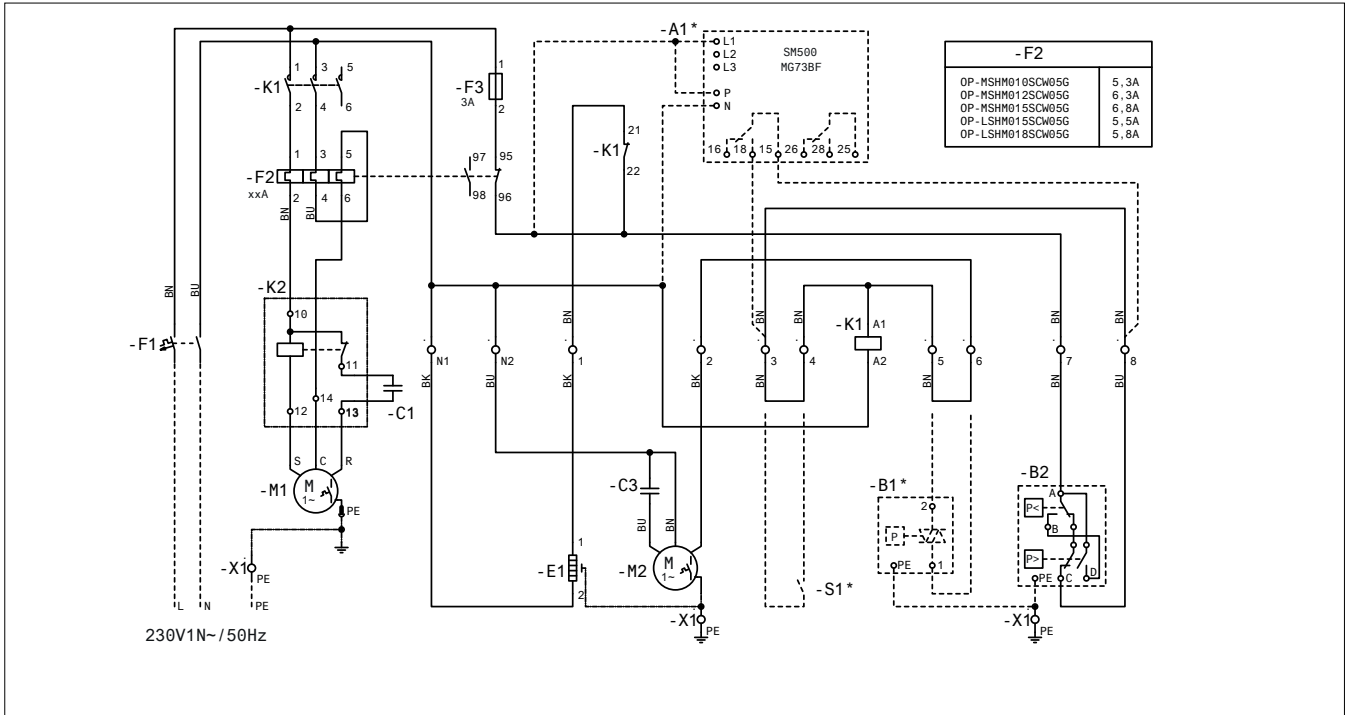 -A1*
L1
L2
L3
P
N
SM500
MG73BF
16 18 15 26 28 25
-F2
OP-MSHM010SCW05G 5,3A
OP-MSHM012SCW05G 6,3A
OP-MSHM015SCW05G 6,8A
OP-LSHM015SCW05G 5,5A
OP-LSHM018SCW05G 5,8A
-K1
1 3 5
2 4 6
-F3
3A
1
2
-K1
21
22
-F2
xxA
1 3 5
2 4 6
97 95
98 96
BN BU
BN BU
-K2
10
11
12 14 13
-C1
-F1
S C R
-M1
M
1~
PE
-X1
PE
L N PE
230V1N~/50Hz
N1 N2 1 2 3 4 5 6 7 8
BN BN BN BN BN
BK BU BK BK BN BN BN BN BN BU
-K1
A1
A2
-C3
BU BN
-E1
1
2
-M2
M
1~
-X1
PE
-S1*
-B1*
2
P
PE
1
-B2
A
P<
B
P>
PE C D
-X1
PE